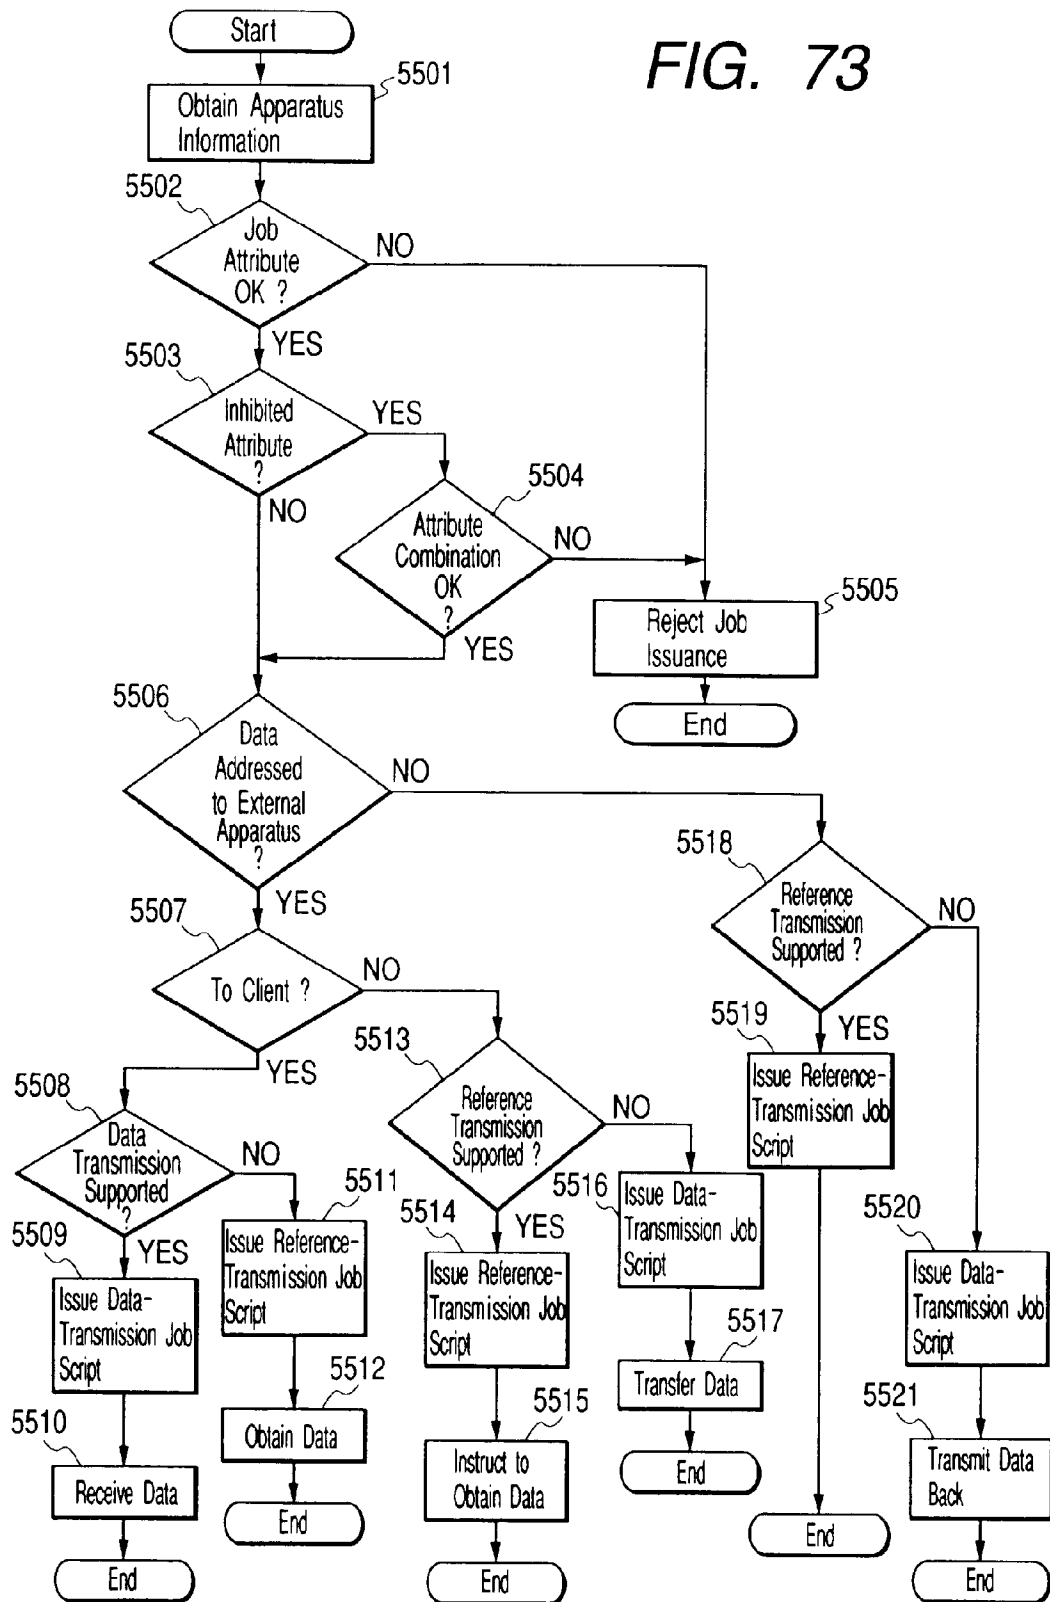 Start
FIG. 73
5501
Obtain Apparatus
Information
5502
Job
Attribute
OK ?
NO
YES
5503
Inhibited
Attribute
?
YES
NO
5504
Attribute
Combination
OK
?
NO
YES
5505
Reject Job
Issuance
End
5506
Data
Addressed
to External
Apparatus
?
NO
YES
5507
To Client ?
NO
YES
5518
Reference
Transmission
Supported ?
NO
YES
5519
Issue Reference-
Transmission Job
Script
5513
Reference
Transmission
Supported ?
NO
YES
5508
Data
Transmission
Supported
?
NO
YES
5509
Issue Data-
Transmission Job
Script
5511
Issue Reference-
Transmission Job
Script
5514
Issue Reference-
Transmission Job
Script
5516
Issue Data-
Transmission Job
Script
5520
Issue Data-
Transmission Job
Script
5517
Transfer Data
End
5512
Obtain Data
End
5510
Receive Data
End
5515
Instruct to
Obtain Data
End
End
5521
Transmit Data
Back
End